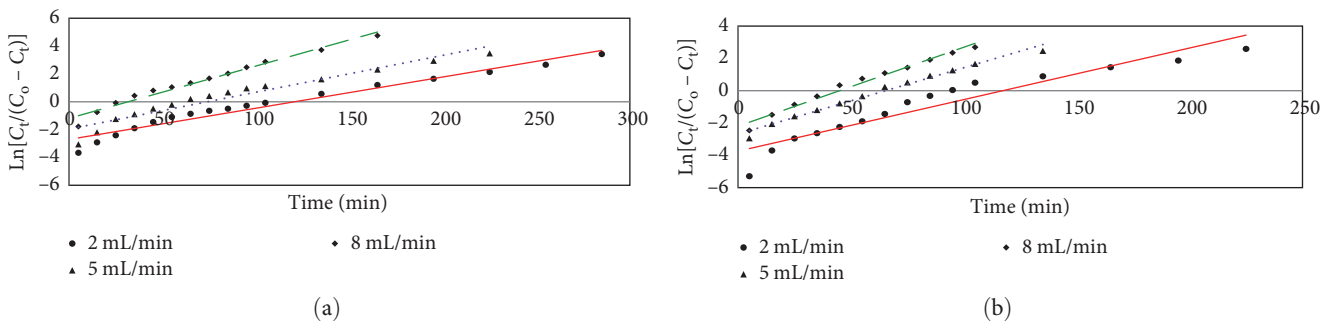 (a)
Ln[Ct/(Co – Ct)]
6
4
2
0
−2
−4
−6
0 50 100 150 200 250 300
Time (min)
2 mL/min
5 mL/min
8 mL/min
(b)
Ln[Ct/(Co – Ct)]
4
2
0
−2
−4
−6
0 50 100 150 200 250
Time (min)
2 mL/min
5 mL/min
8 mL/min
(a)
(b)